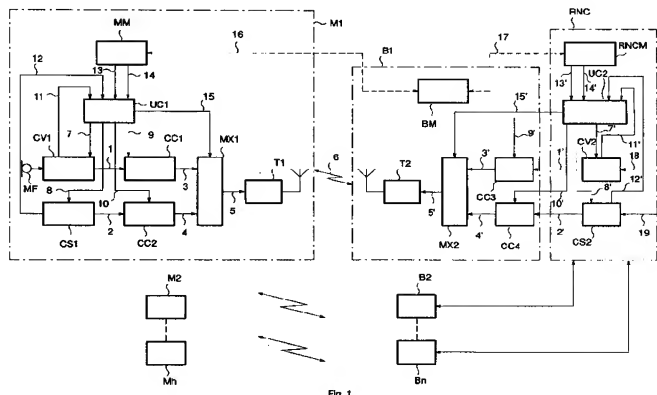 RNC
MM
16
M1
17
RNCM
12
13
14
B1
11
UC1
15
BM
13'
14'
UC2
15'
7
9
CV1
1
CC1
MX1
7'
11'
T1
6
9'
1'
CV2
18
T2
3'
MF
8
10
3
CC3
10'
8'
12'
5
5'
2
4
4'
2'
19
CS1
CC2
MX2
CC4
CS2
M2
B2
Mn
Bn
Fig. 1